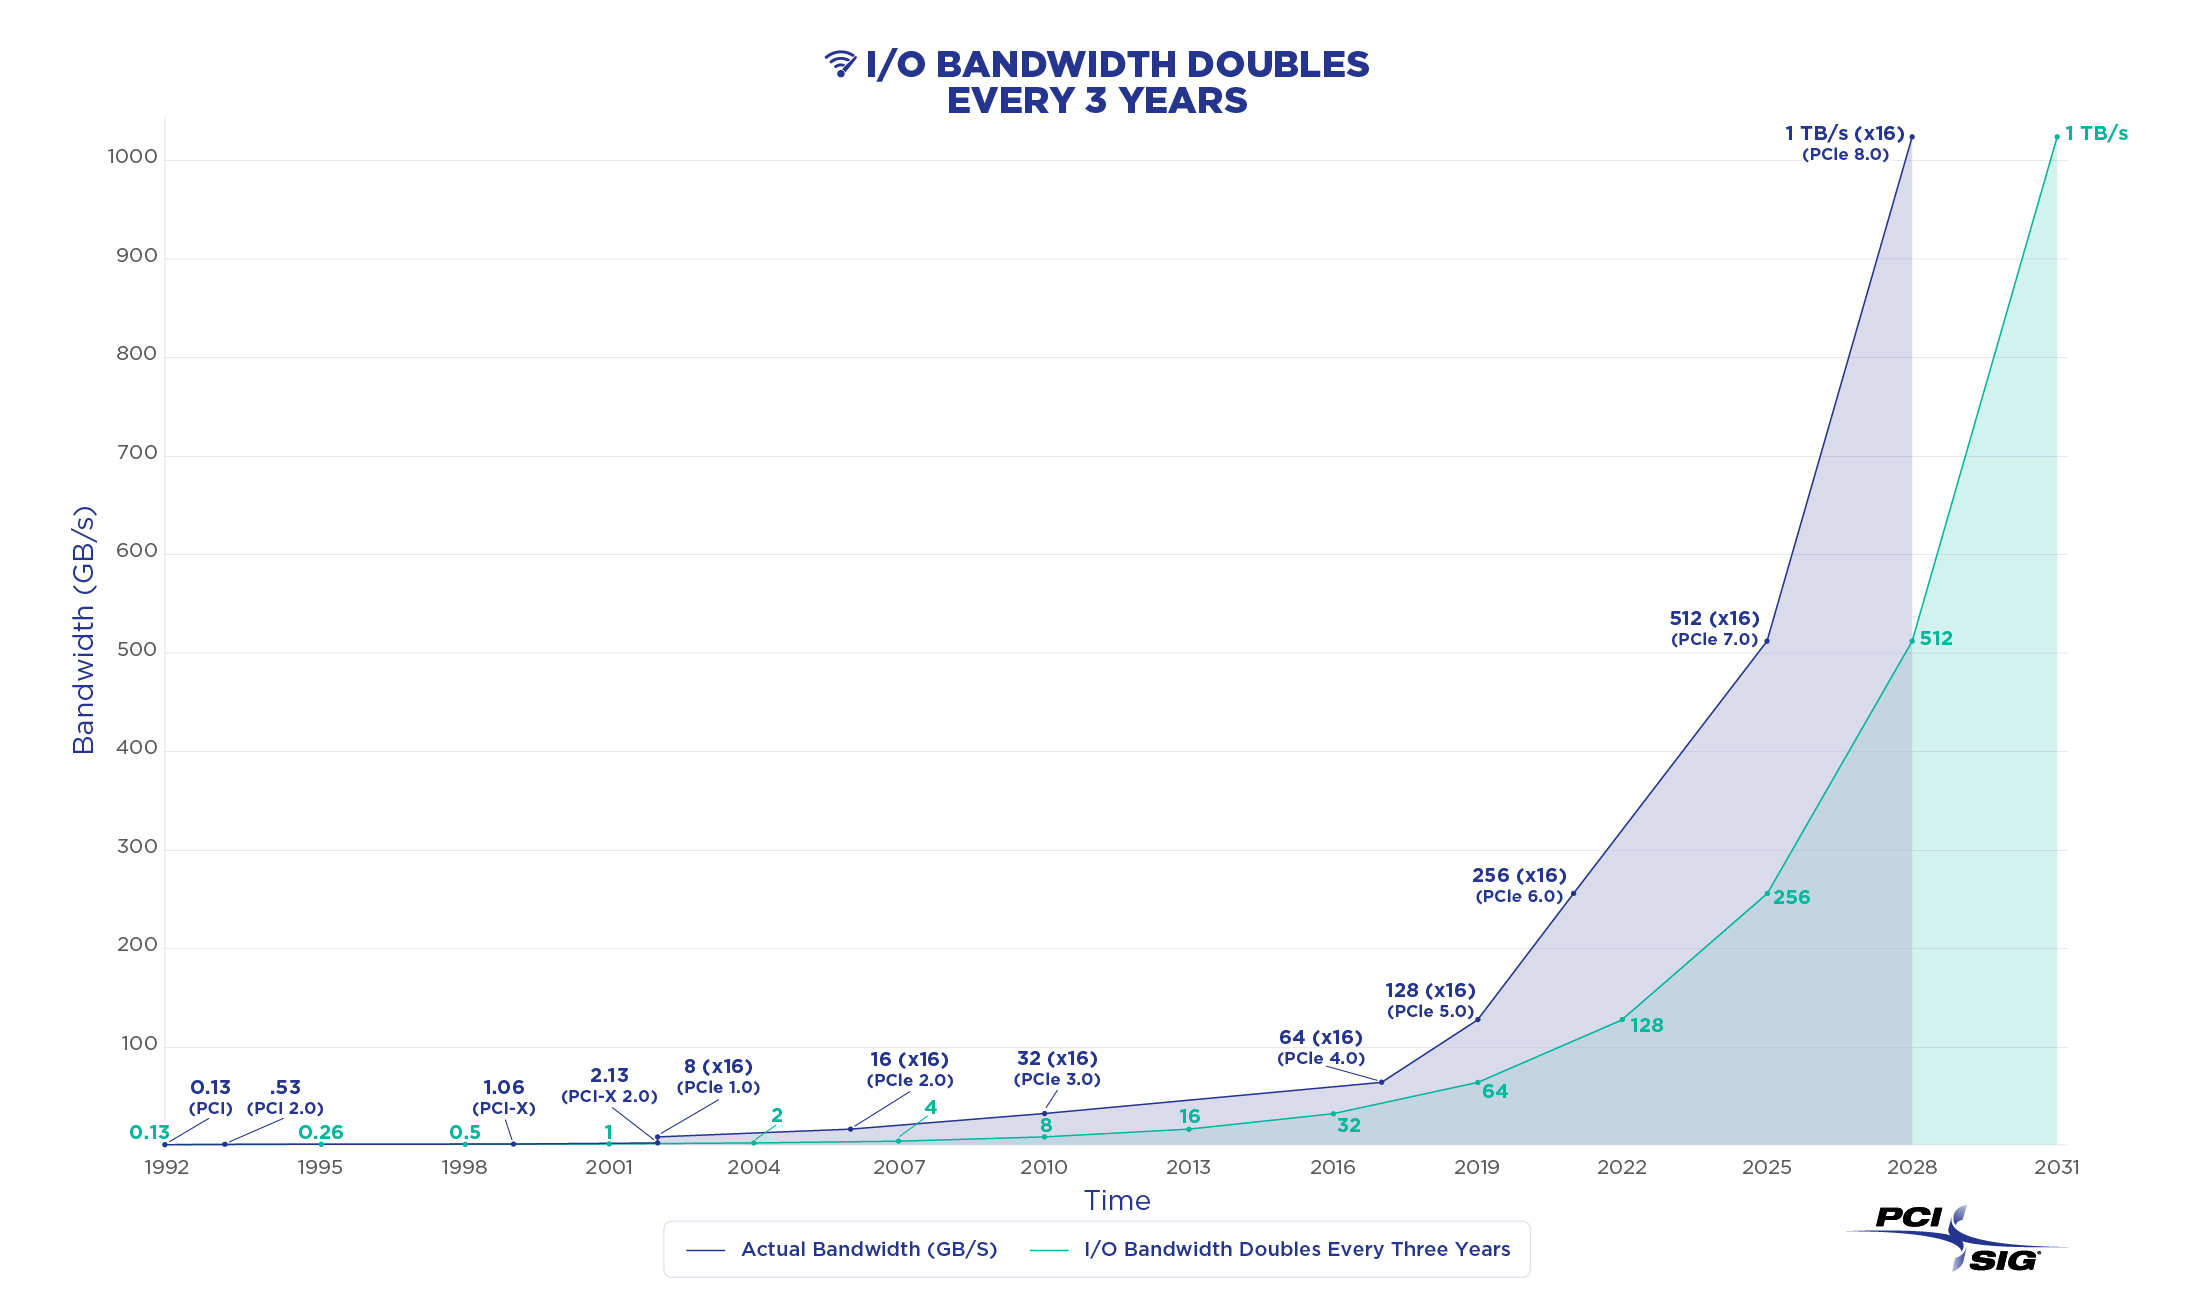 I/O BANDWIDTH DOUBLES
EVERY 3 YEARS
Bandwidth (GB/s)
1000
900
800
700
600
500
400
300
200
100
0.13
(PCI)
.53
(PCI 2.0)
1.06
(PCI-X)
2.13
(PCI-X 2.0)
8 (x16)
(PCIe 1.0)
16 (x16)
(PCIe 2.0)
32 (x16)
(PCIe 3.0)
64 (x16)
(PCIe 4.0)
128 (x16)
(PCIe 5.0)
256 (x16)
(PCIe 6.0)
512 (x16)
(PCIe 7.0)
1 TB/s (x16)
(PCIe 8.0)
0.13
0.26
0.5
1
2
4
8
16
32
64
128
256
512
1 TB/s
1992
1995
1998
2001
2004
2007
2010
2013
2016
2019
2022
2025
2028
2031
Time
Actual Bandwidth (GB/S)
I/O Bandwidth Doubles Every Three Years
PCI
SIG